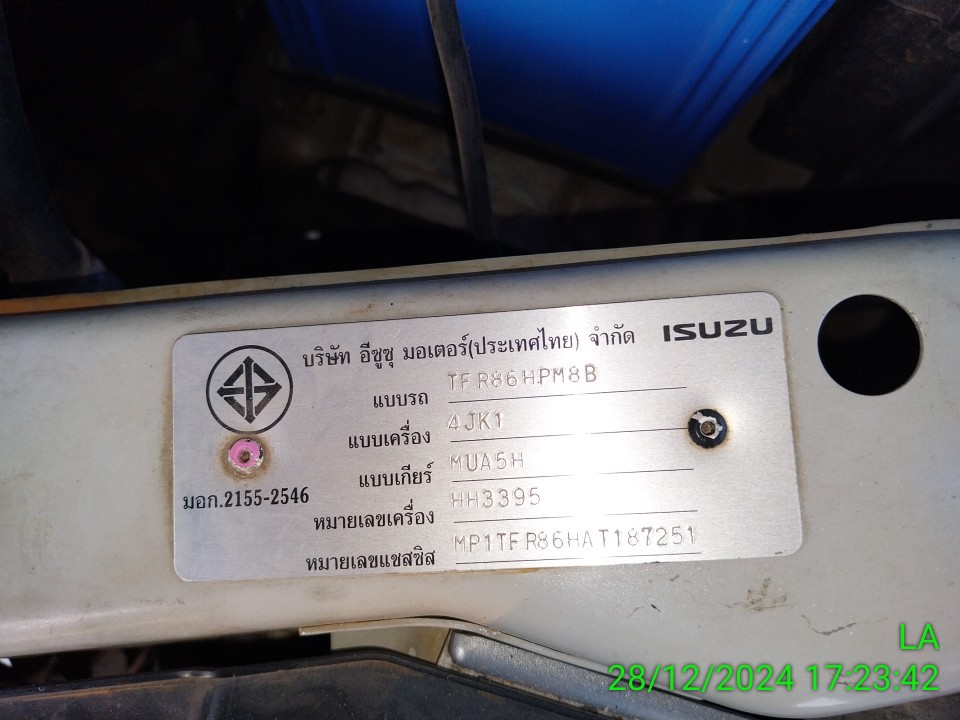 บริษัท อีซูซุ มอเตอร์(ประเทศไทย) จำกัด ISUZU
แบบรถ TFR86HPM8B
แบบเครื่อง 4JK1
แบบเกียร์ MUA5H
มอก.2155-2546
หมายเลขเครื่อง HH3395
หมายเลขแชสซิส MP1TFR86HAT187251
LA
28/12/2024 17:23:42